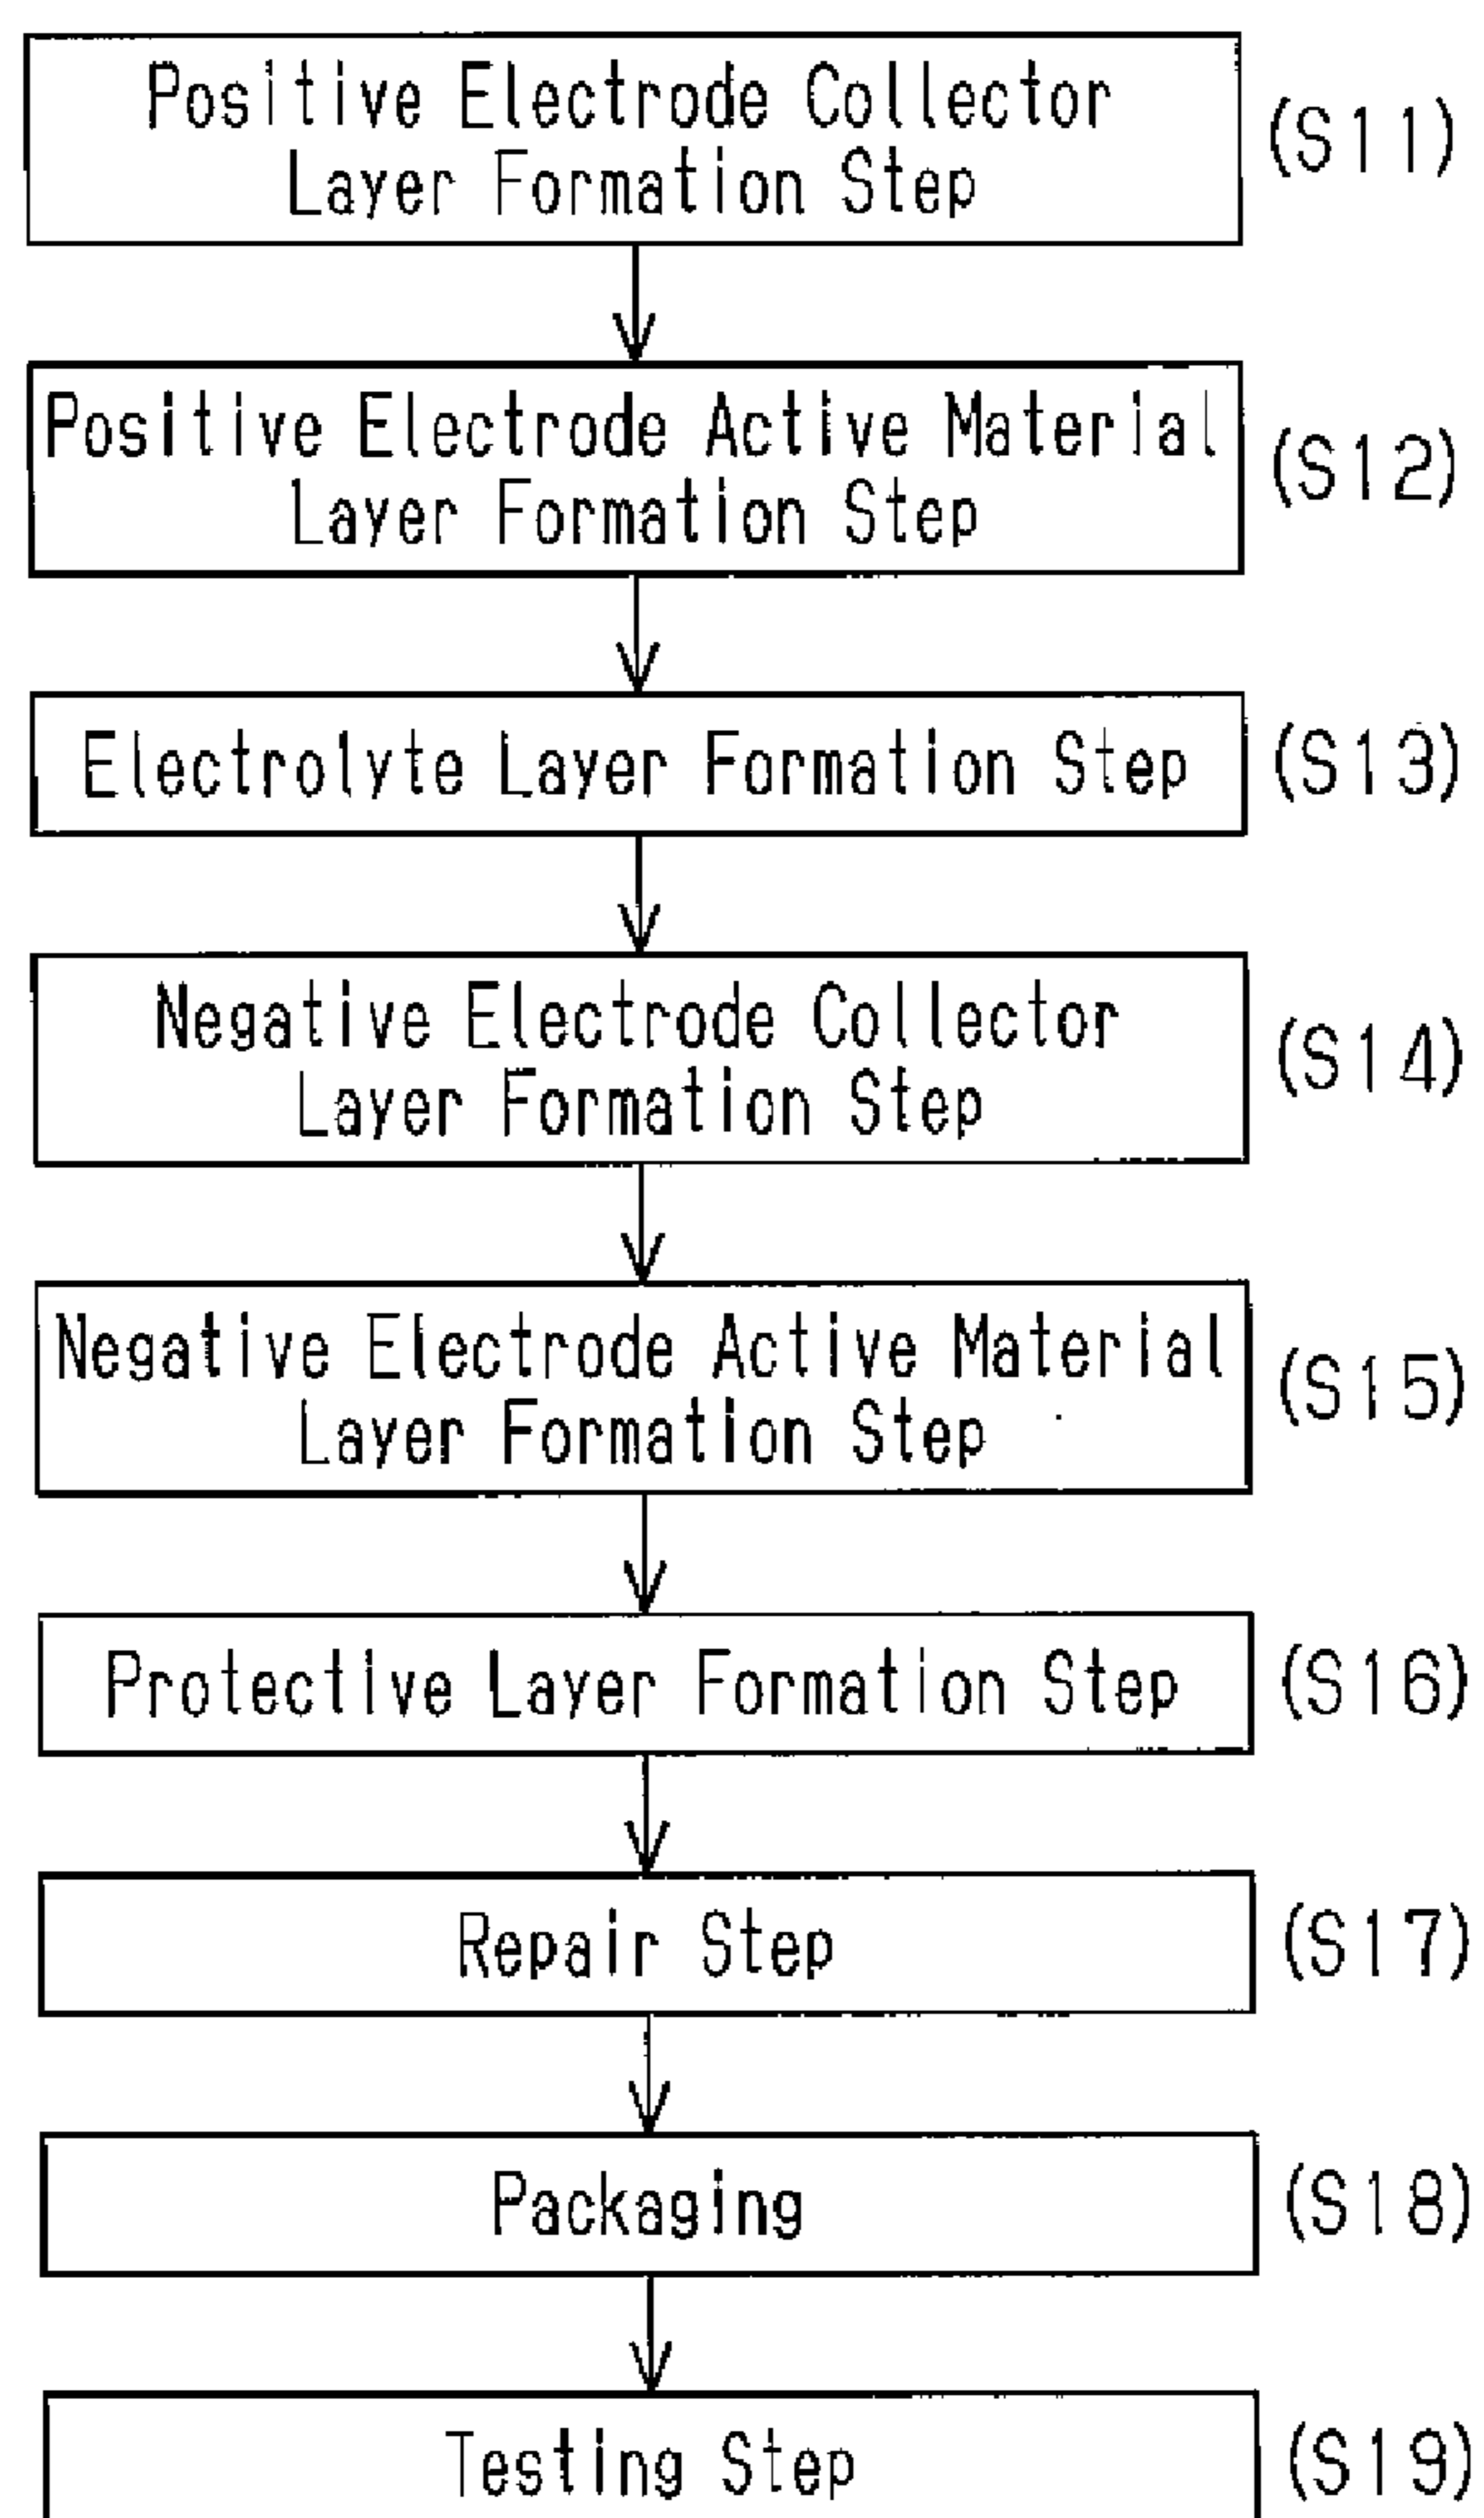 Positive Electrode Collector
Layer Formation Step
(S11)
Positive Electrode Active Material
Layer Formation Step
(S12)
Electrolyte Layer Formation Step
(S13)
Negative Electrode Collector
Layer Formation Step
(S14)
Negative Electrode Active Material
Layer Formation Step
(S15)
Protective Layer Formation Step
(S16)
Repair Step
(S17)
Packaging
(S18)
Testing Step
(S19)